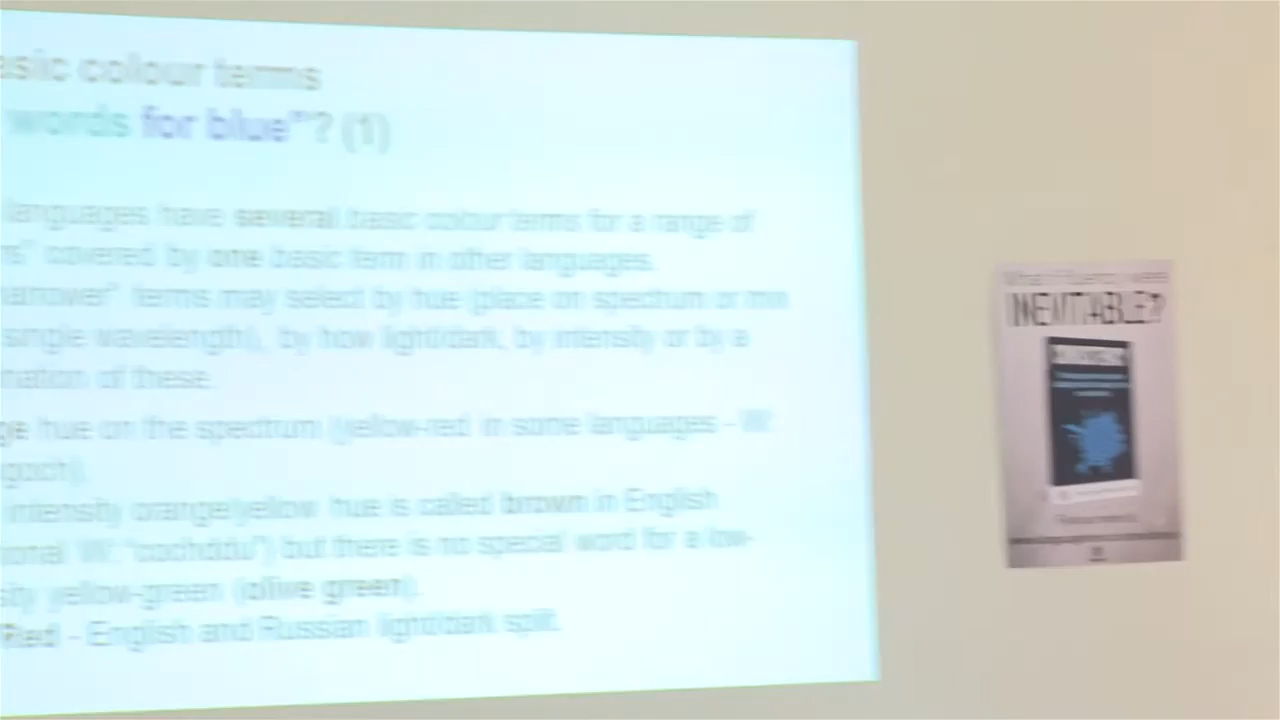 asic colour terms
words for blue"? (1)
languages have several basic colour terms for a range of
covered by one basic term in other languages.
arrower" terms may select by hue (place on spectrum or mix
single wavelength), by how light/dark, by intensity or by a
nation of these.
ge hue on the spectrum (yellow-red in some languages - W.
goch).
intensity orange/yellow hue is called brown in English
ional W. "cochddu") but there is no special word for a low-
sity yellow-green (olive green).
Red - English and Russian light/dark split.
INEVITABLE?